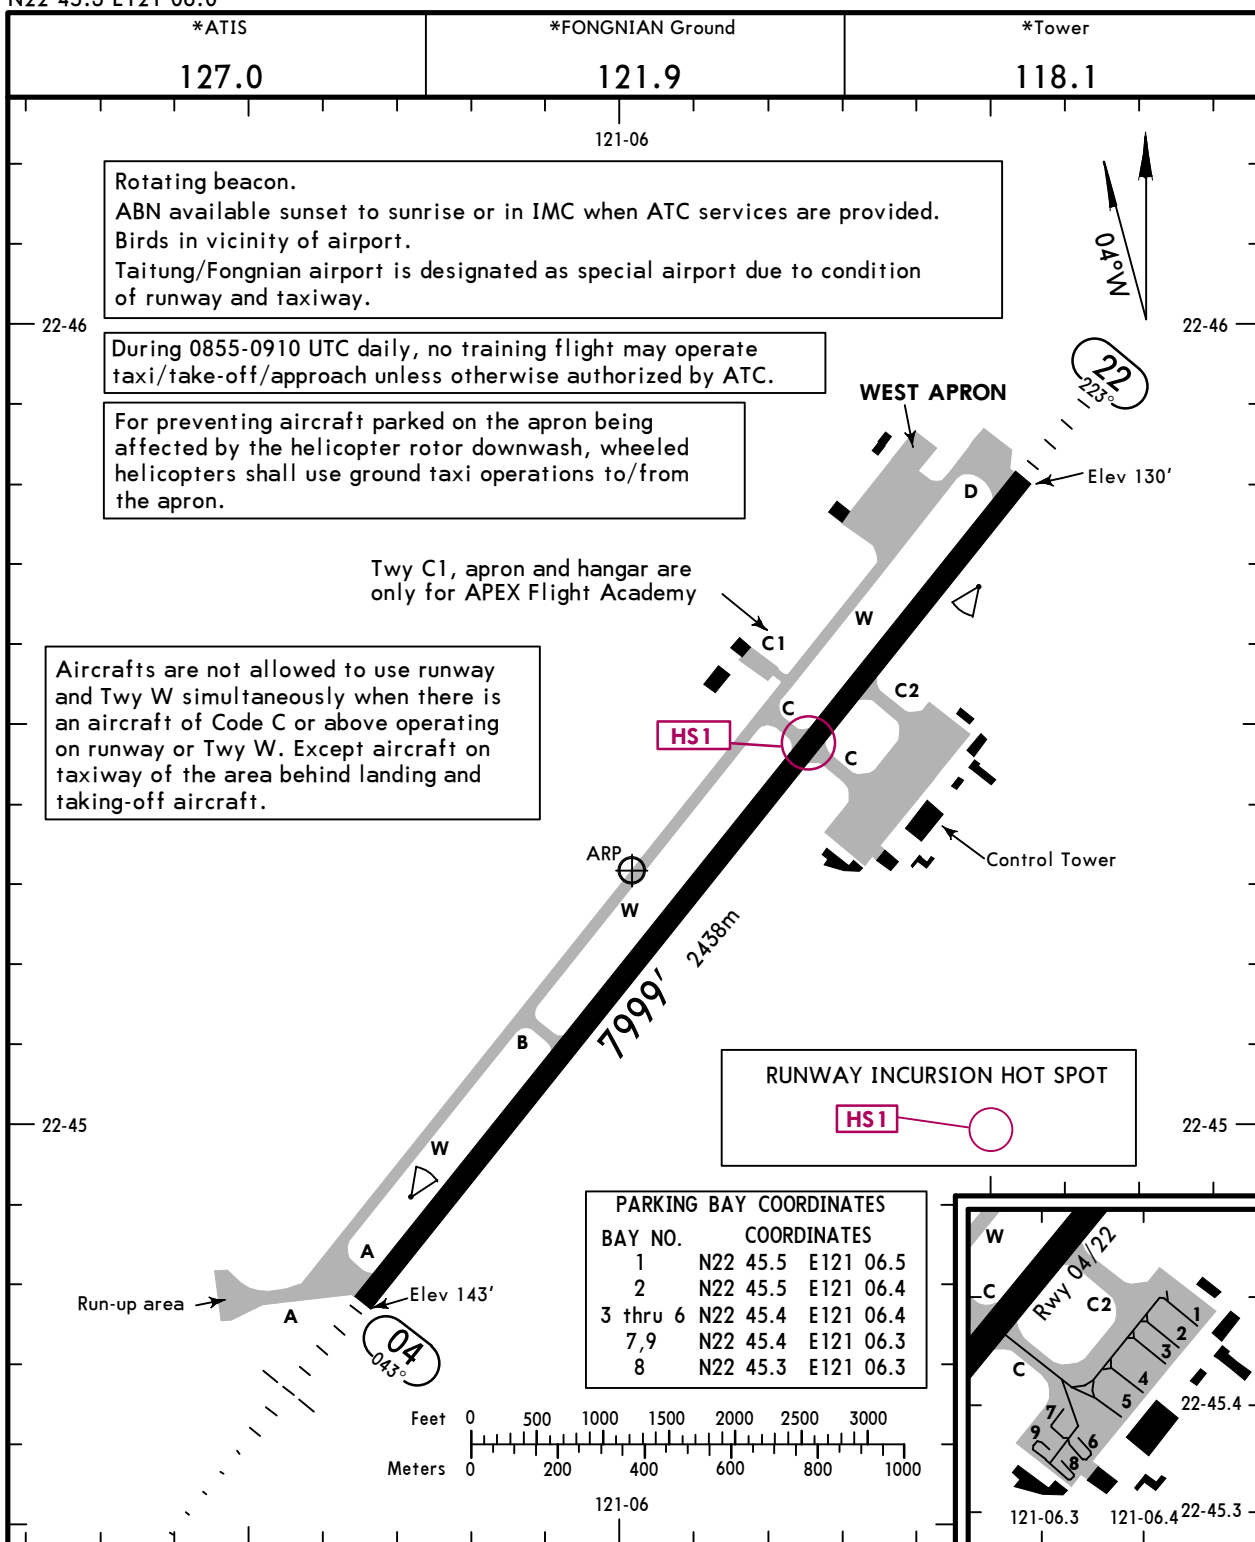 *ATIS
127.0
*FONGNIAN Ground
121.9
*Tower
118.1
121-06
Rotating beacon.
ABN available sunset to sunrise or in IMC when ATC services are provided.
Birds in vicinity of airport.
Taitung/Fongnian airport is designated as special airport due to condition
of runway and taxiway.
04°W
22-46
22-46
During 0855-0910 UTC daily, no training flight may operate
taxi/take-off/approach unless otherwise authorized by ATC.
22
223°
WEST APRON
For preventing aircraft parked on the apron being
affected by the helicopter rotor downwash, wheeled
helicopters shall use ground taxi operations to/from
the apron.
Elev 130'
D
Twy C1, apron and hangar are
only for APEX Flight Academy
W
C1
C2
Aircrafts are not allowed to use runway
and Twy W simultaneously when there is
an aircraft of Code C or above operating
on runway or Twy W. Except aircraft on
taxiway of the area behind landing and
taking-off aircraft.
C
HS1
C
ARP
Control Tower
W
7999' 2438m
B
RUNWAY INCURSION HOT SPOT
HS1
22-45
22-45
W
A
Run-up area
A
Elev 143'
04
043°
PARKING BAY COORDINATES
BAY NO. COORDINATES
1 N22 45.5 E121 06.5
2 N22 45.5 E121 06.4
3 thru 6 N22 45.4 E121 06.4
7,9 N22 45.4 E121 06.3
8 N22 45.3 E121 06.3
Feet 0 500 1000 1500 2000 2500 3000
Meters 0 200 400 600 800 1000
121-06
W
Rwy 04/22
C
C2
C
1
2
3
4
5
7
9
6
8
22-45.4
22-45.3
121-06.3
121-06.4